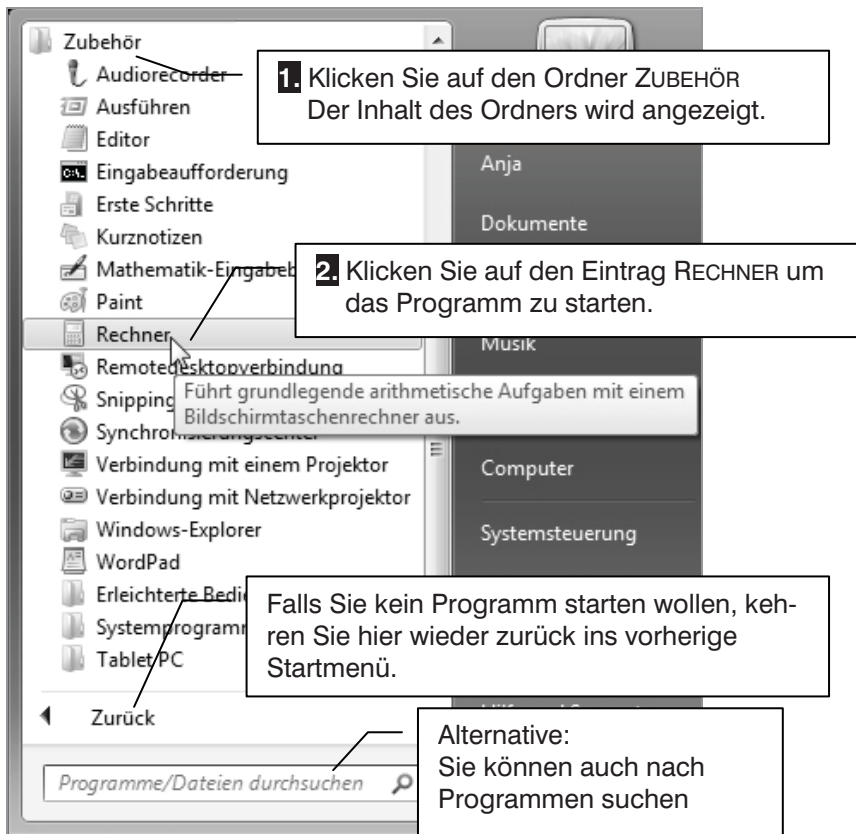 Zubehör
Audiorecorder
1. Klicken Sie auf den Ordner ZUBEHÖR
Der Inhalt des Ordners wird angezeigt.
Ausführen
Editor
Eingabeaufforderung
Anja
Erste Schritte
Dokumente
Kurznotizen
Mathematik-Eingabeb
2. Klicken Sie auf den Eintrag RECHNER um
das Programm zu starten.
Paint
Rechner
Musik
Remotedesktopverbindung
Snipping
Führt grundlegende arithmetische Aufgaben mit einem
Bildschirmtaschenrechner aus.
Synchronisierungscenter
Verbindung mit einem Projektor
Computer
Verbindung mit Netzwerkprojektor
Windows-Explorer
Systemsteuerung
WordPad
Erleichterte Bedie
Systemprogramm
Tablet PC
Falls Sie kein Programm starten wollen, keh-
ren Sie hier wieder zurück ins vorherige
Startmenü.
Zurück
Alternative:
Sie können auch nach
Programmen suchen
Programme/Dateien durchsuchen